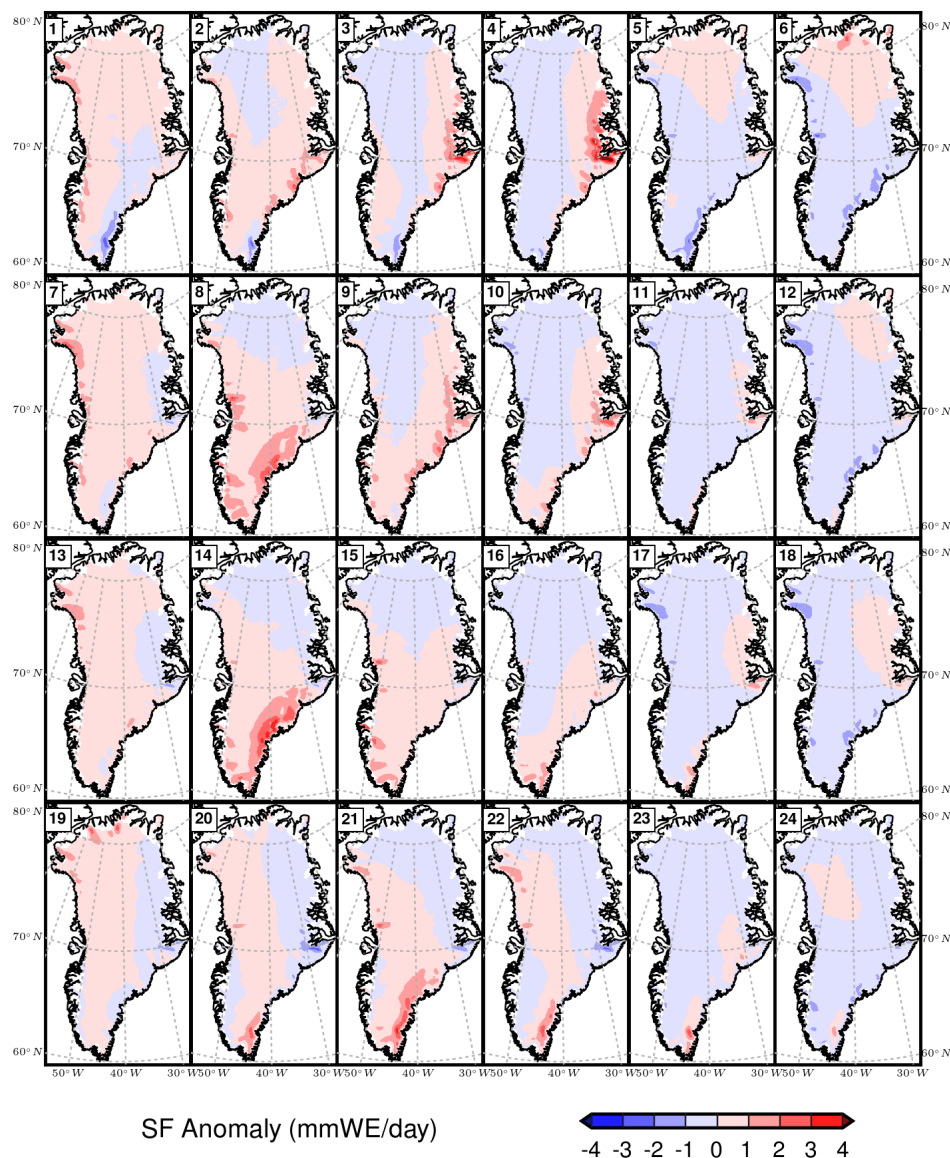 80° N 1 2 3 4 5 6 80° N
70° N 70° N
60° N 60° N
80° N 7 8 9 10 11 12 80° N
70° N 70° N
60° N 60° N
80° N 13 14 15 16 17 18 80° N
70° N 70° N
60° N 60° N
80° N 19 20 21 22 23 24 80° N
70° N 70° N
60° N 60° N
50° W 40° W 30° W 50° W 40° W 30° W 50° W 40° W 30° W 50° W 40° W 30° W 50° W 40° W 30° W 50° W 40° W 30° W
SF Anomaly (mmWE/day)
-4 -3 -2 -1 0 1 2 3 4